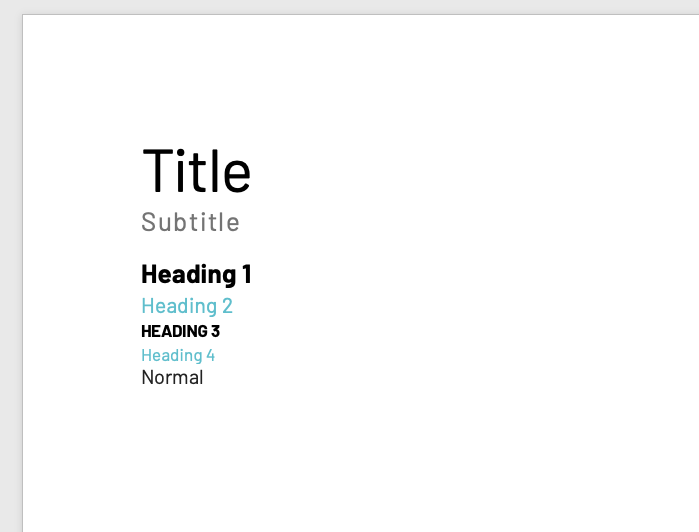 Title
Subtitle
Heading 1
Heading 2
HEADING 3
Heading 4
Normal